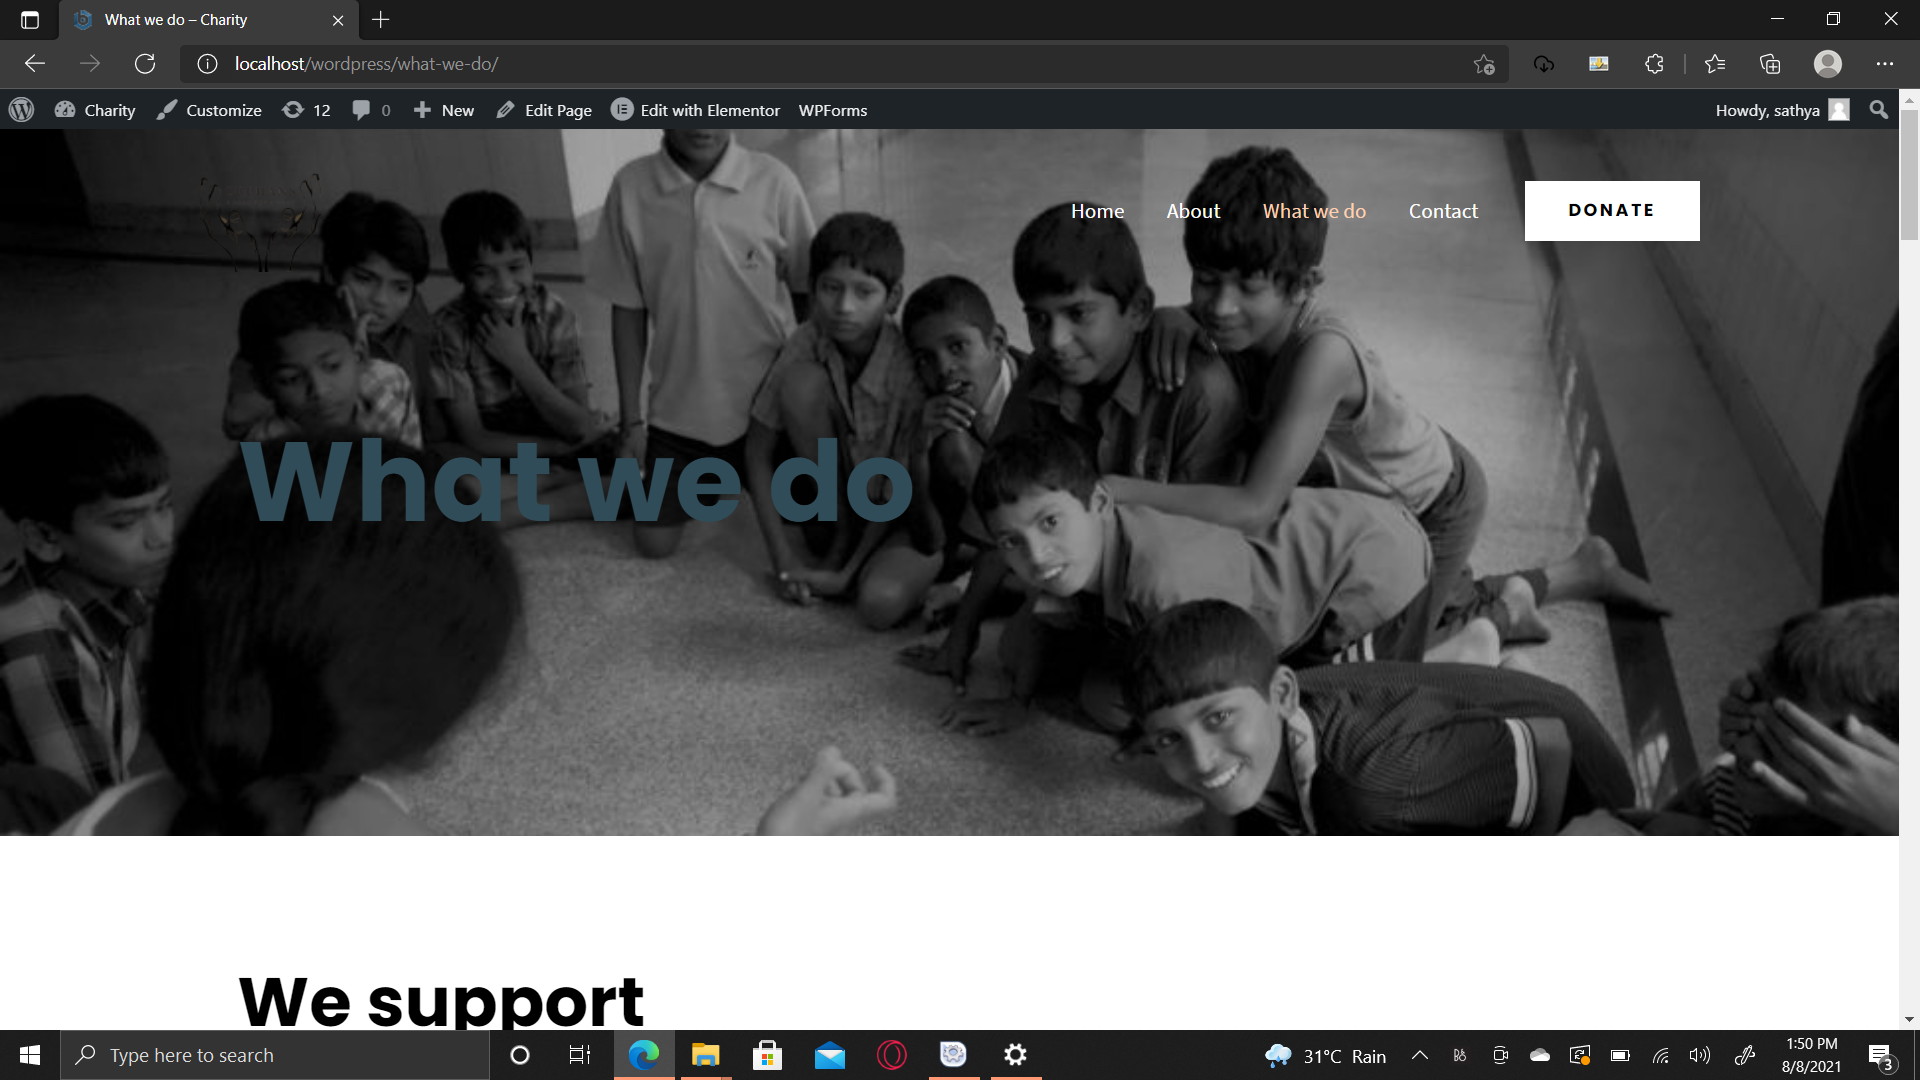 What we do – Charity
localhost/wordpress/what-we-do/
Charity
Customize
12
0
New
Edit Page
Edit with Elementor
WPForms
Howdy, sathya
Home
About
What we do
Contact
DONATE
What we do
We support
Type here to search
31°C Rain
1:50 PM
8/8/2021
3